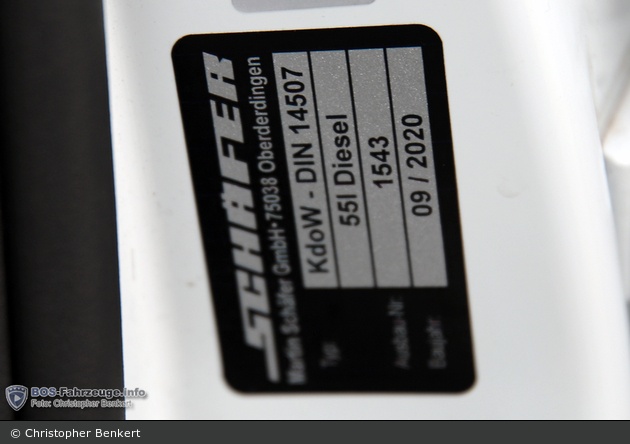 SCHÄFER
Martin Schäfer GmbH • 75038 Oberderdingen
Typ: KdoW - DIN 14507
55l Diesel
Ausbau-Nr. 1543
Baujahr: 09 / 2020
BOS-Fahrzeuge.info
Foto: Christopher Benkert
© Christopher Benkert